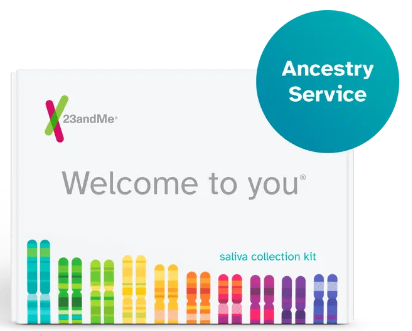 Ancestry
Service
23andMe®
Welcome to you®
saliva collection kit